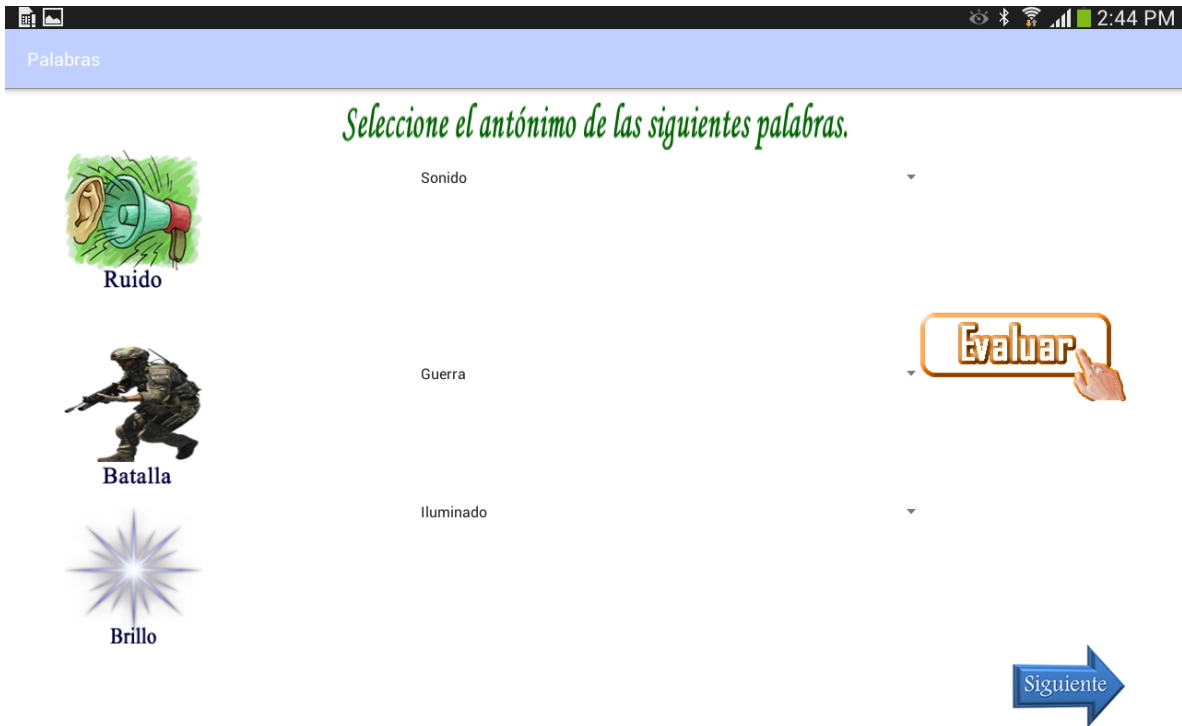 2:44 PM
Palabras
Seleccione el antónimo de las siguientes palabras.
Sonido
Ruido
Evaluar
Guerra
Batalla
Iluminado
Brillo
Siguiente